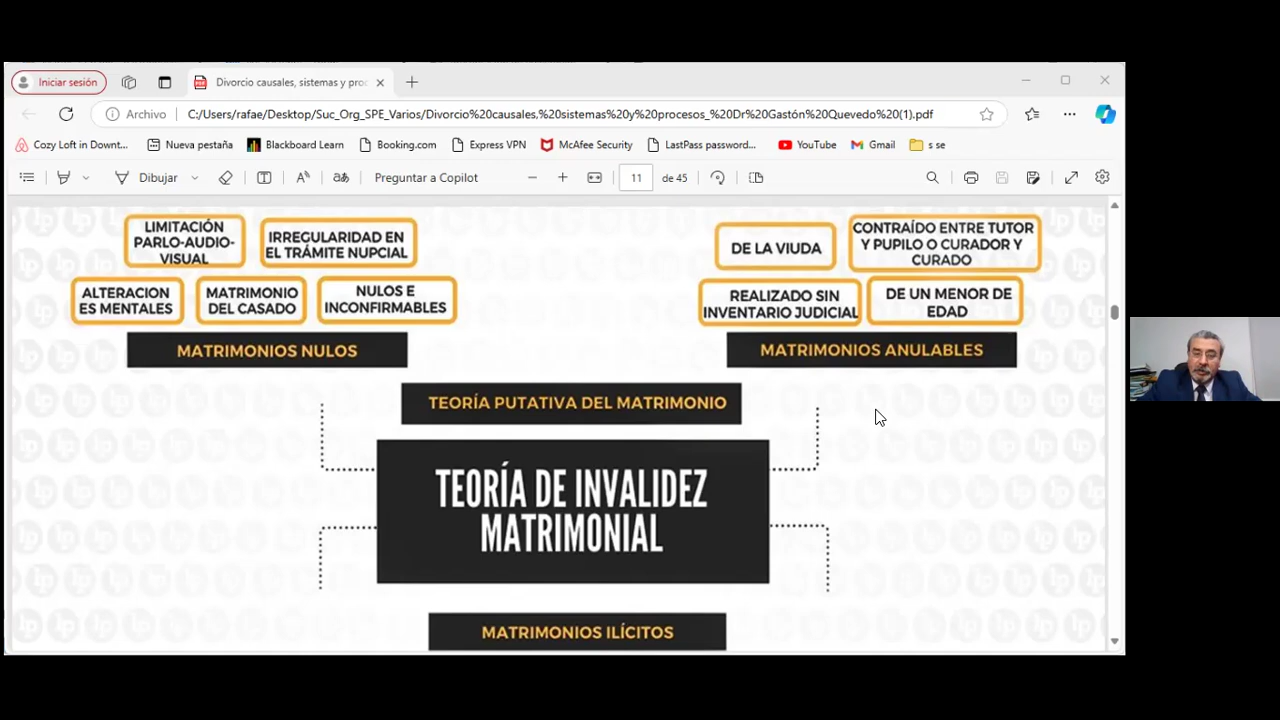 Iniciar sesión
Divorcio causales, sistemas y proc
Archivo
C:/Users/rafae/Desktop/Suc_Org_SPE_Varios/Divorcio%20causales,%20sistemas%20y%20procesos_%20Dr%20Gastón%20Quevedo%20(1).pdf
Cozy Loft in Downt...
Nueva pestaña
Blackboard Learn
Booking.com
Express VPN
McAfee Security
LastPass password...
YouTube
Gmail
s se
Dibujar
Preguntar a Copilot
11
de 45
LIMITACIÓN
PARLO-AUDIO-
VISUAL
IRREGULARIDAD EN
EL TRÁMITE NUPCIAL
ALTERACION
ES MENTALES
MATRIMONIO
DEL CASADO
NULOS E
INCONFIRMABLES
MATRIMONIOS NULOS
DE LA VIUDA
CONTRAÍDO ENTRE TUTOR
Y PUPILO O CURADOR Y
CURADO
REALIZADO SIN
INVENTARIO JUDICIAL
DE UN MENOR DE
EDAD
MATRIMONIOS ANULABLES
TEORÍA PUTATIVA DEL MATRIMONIO
TEORÍA DE INVALIDEZ
MATRIMONIAL
MATRIMONIOS ILÍCITOS